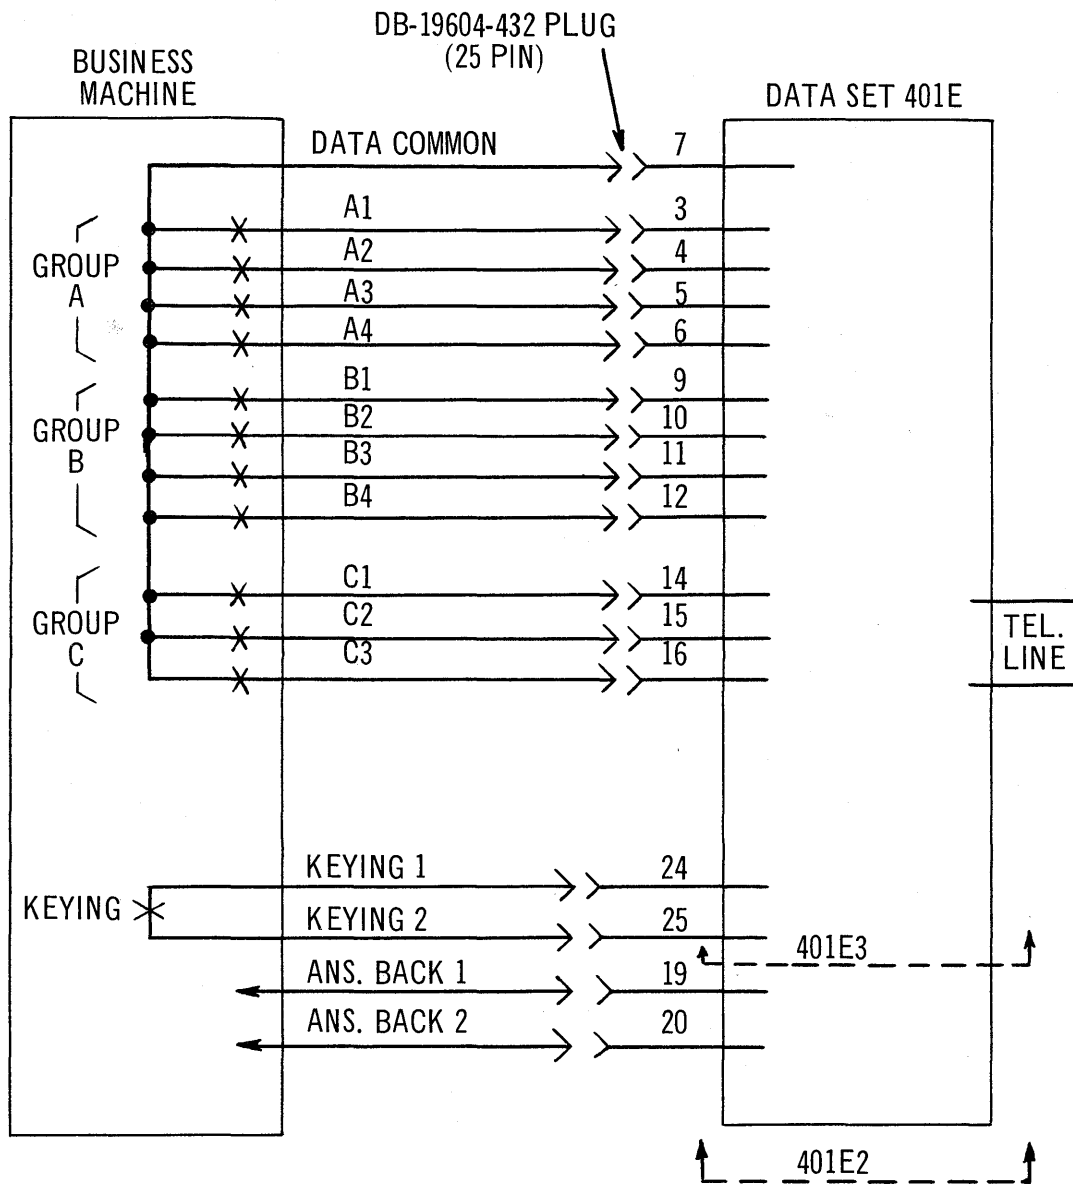 DB-19604-432 PLUG
(25 PIN)
BUSINESS
MACHINE
DATA SET 401E
DATA COMMON
7
A1
3
A2
4
A3
5
A4
6
GROUP
A
B1
9
B2
10
B3
11
B4
12
GROUP
B
C1
14
C2
15
C3
16
GROUP
C
TEL.
LINE
KEYING 1
24
KEYING
KEYING 2
25
401E3
ANS. BACK 1
19
ANS. BACK 2
20
401E2